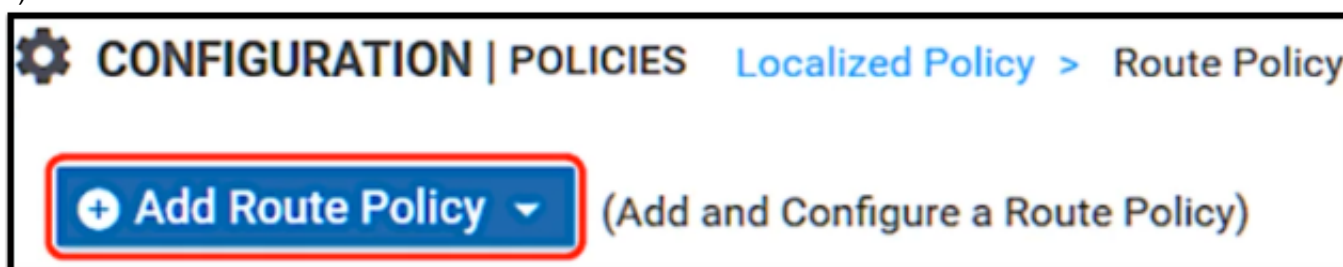 CONFIGURATION | POLICIES Localized Policy > Route Policy
Add Route Policy (Add and Configure a Route Policy)